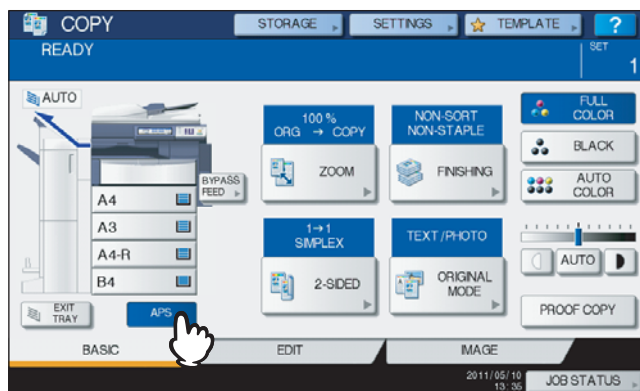 COPY
STORAGE
SETTINGS
TEMPLATE
?
READY
SET
1
AUTO
BYPASS
FEED
A4
A3
A4-R
B4
EXIT
TRAY
APS
100 %
ORG → COPY
ZOOM
NON-SORT
NON-STAPLE
FINISHING
1→1
SIMPLEX
2-SIDED
TEXT/PHOTO
ORIGINAL
MODE
FULL
COLOR
BLACK
AUTO
COLOR
AUTO
PROOF COPY
BASIC
EDIT
IMAGE
2011/05/10
13:35
JOB STATUS